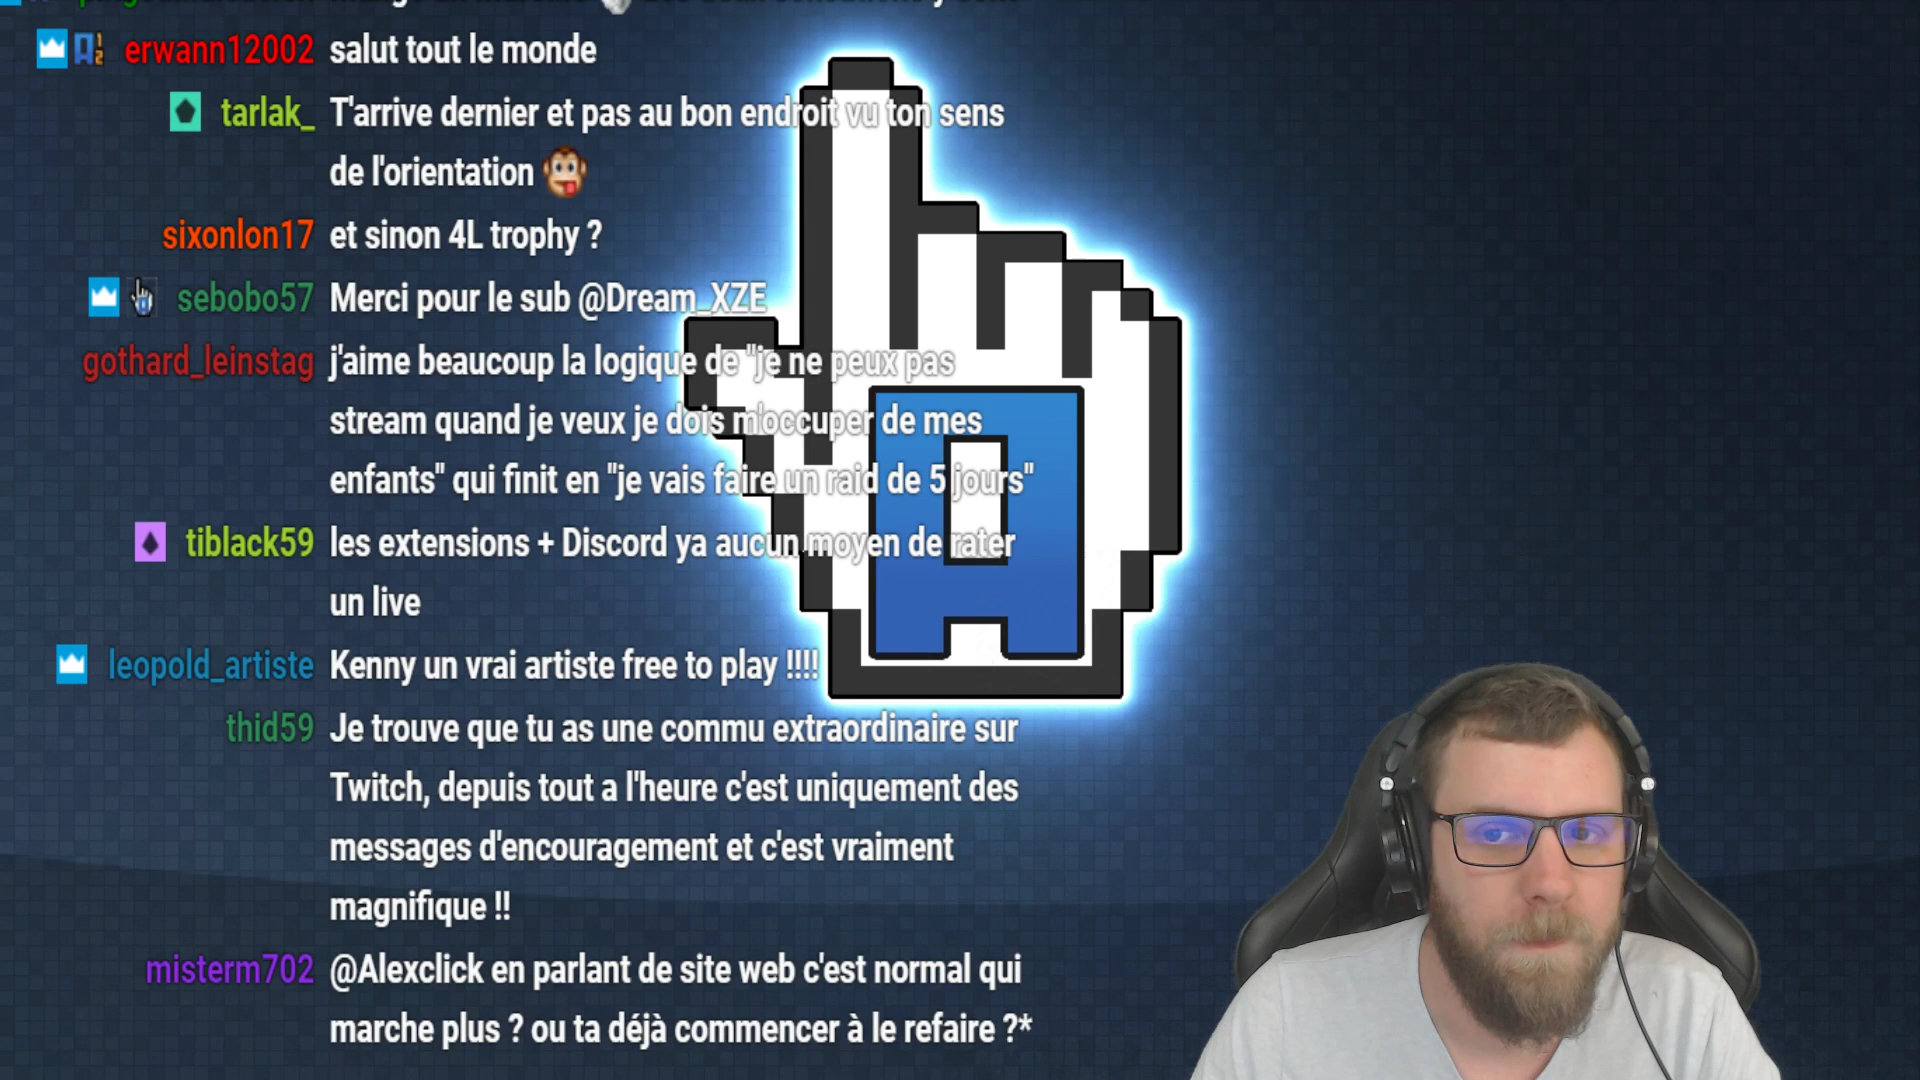 erwann12002 salut tout le monde
tarlak_ T'arrive dernier et pas au bon endroit vu ton sens
de l'orientation
sixonlon17 et sinon 4L trophy ?
sebobo57 Merci pour le sub @Dream_XZE
gothard_leinstag j'aime beaucoup la logique de "je ne peux pas
stream quand je veux je dois m'occuper de mes
enfants" qui finit en "je vais faire un raid de 5 jours"
tiblack59 les extensions + Discord ya aucun moyen de rater
un live
leopold_artiste Kenny un vrai artiste free to play !!!!
thid59 Je trouve que tu as une commu extraordinaire sur
Twitch, depuis tout a l'heure c'est uniquement des
messages d'encouragement et c'est vraiment
magnifique !!
misterm702 @Alexclick en parlant de site web c'est normal qui
marche plus ? ou ta déjà commencer à le refaire ?*